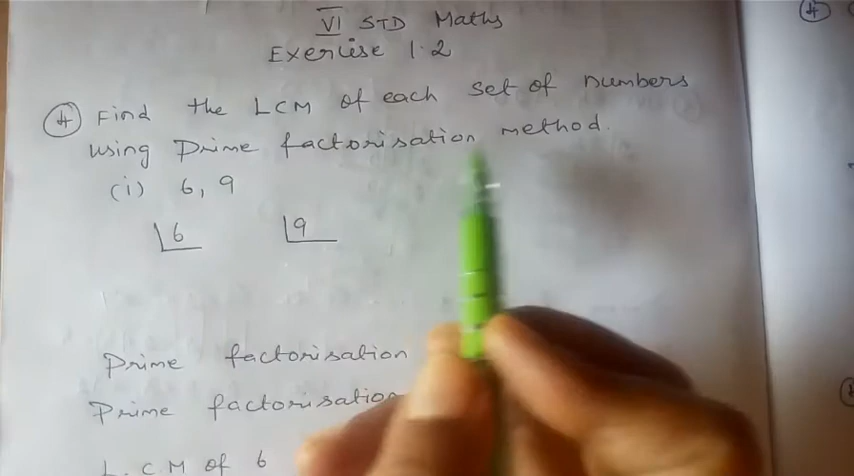 VI STD Maths
Exercise 1.2
4 Find the LCM of each set of numbers
using Prime factorisation method.
(i) 6, 9
6 9
Prime factorisation
Prime factorisation
L.C.M of 6
4